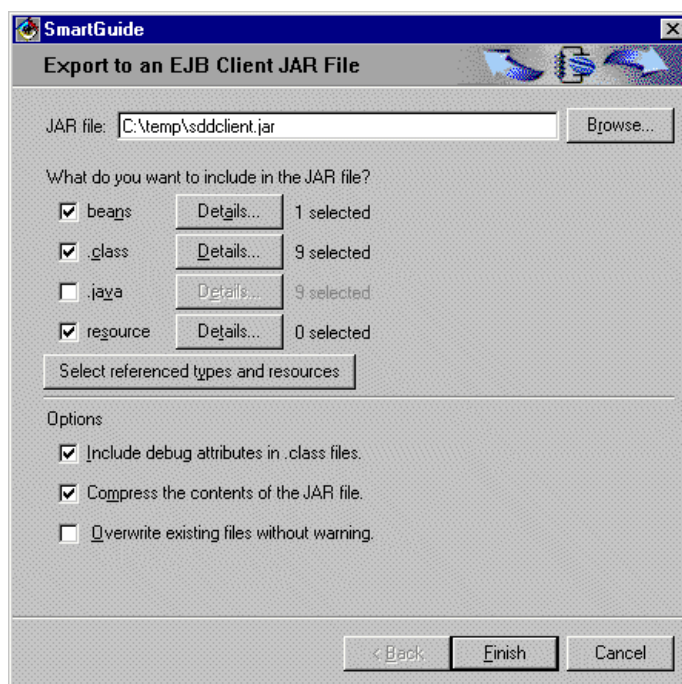 SmartGuide
Export to an EJB Client JAR File
JAR file: C:\temp\sddclient.jar Browse...
What do you want to include in the JAR file?
beans Details... 1 selected
.class Details... 9 selected
.java Details... 9 selected
resource Details... 0 selected
Select referenced types and resources
Options
Include debug attributes in .class files.
Compress the contents of the JAR file.
Overwrite existing files without warning.
< Back Finish Cancel